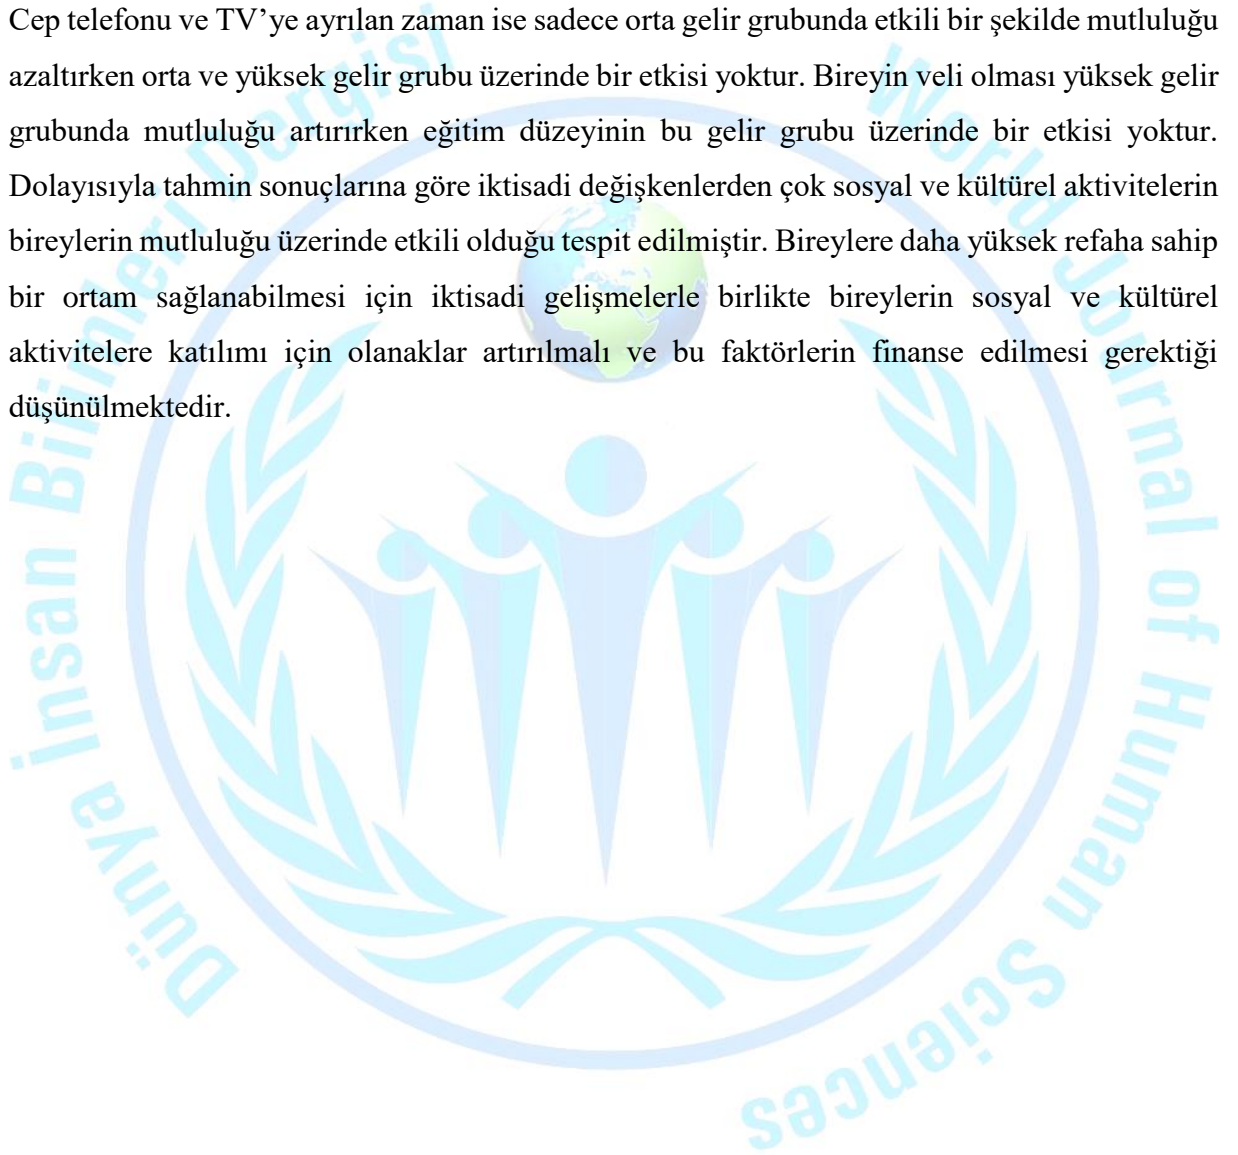 Cep telefonu ve TV’ye ayrılan zaman ise sadece orta gelir grubunda etkili bir şekilde mutluluğu
azaltırken orta ve yüksek gelir grubu üzerinde bir etkisi yoktur. Bireyin veli olması yüksek gelir
grubunda mutluluğu artırırken eğitim düzeyinin bu gelir grubu üzerinde bir etkisi yoktur.
Dolayısıyla tahmin sonuçlarına göre iktisadi değişkenlerden çok sosyal ve kültürel aktivitelerin
bireylerin mutluluğu üzerinde etkili olduğu tespit edilmiştir. Bireylere daha yüksek refaha sahip
bir ortam sağlanabilmesi için iktisadi gelişmelerle birlikte bireylerin sosyal ve kültürel
aktivitelere katılımı için olanaklar artırılmalı ve bu faktörlerin finanse edilmesi gerektiği
düşünülmektedir.
Dünya İnsan Bilimleri Dergisi
World Journal of Human Sciences